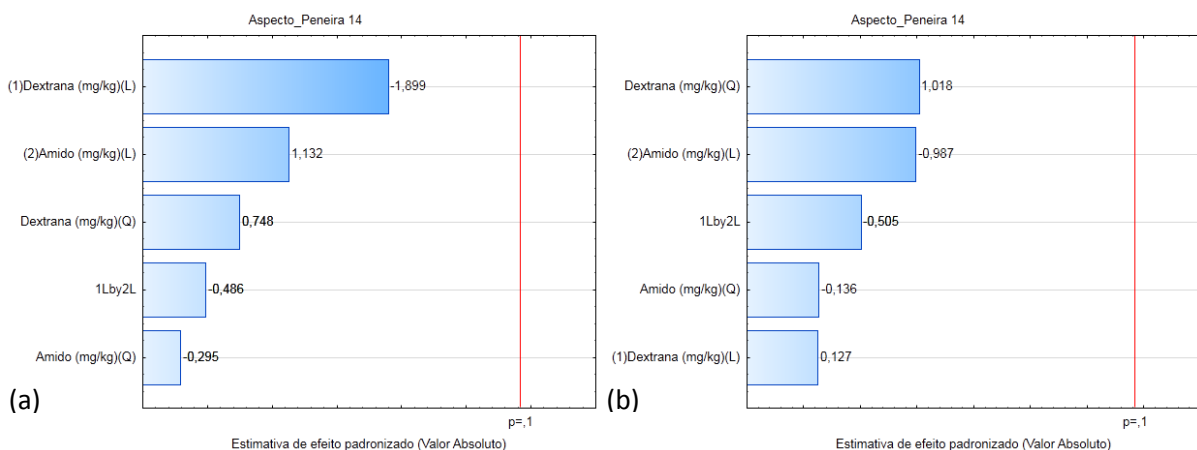 Aspecto_Peneira 14
(1)Dextrana (mg/kg)(L)
-1,899
(2)Amido (mg/kg)(L)
1,132
Dextrana (mg/kg)(Q)
0,748
1Lby2L
-0,486
Amido (mg/kg)(Q)
-0,295
(a)
p=,1
Estimativa de efeito padronizado (Valor Absoluto)
Aspecto_Peneira 14
Dextrana (mg/kg)(Q)
1,018
(2)Amido (mg/kg)(L)
-0,987
1Lby2L
-0,505
Amido (mg/kg)(Q)
-0,136
(1)Dextrana (mg/kg)(L)
0,127
(b)
p=,1
Estimativa de efeito padronizado (Valor Absoluto)